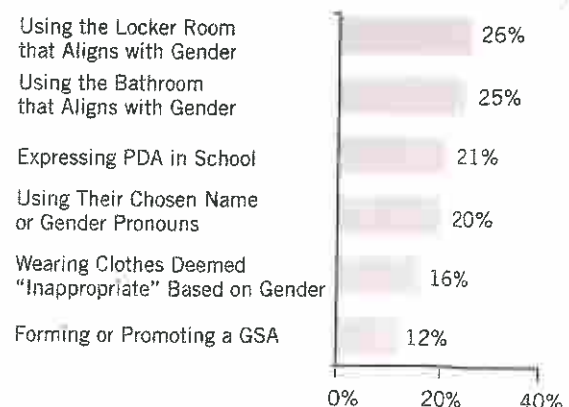 Using the Locker Room
that Aligns with Gender
26%
Using the Bathroom
that Aligns with Gender
25%
Expressing PDA in School
21%
Using Their Chosen Name
or Gender Pronouns
20%
Wearing Clothes Deemed
"Inappropriate" Based on Gender
16%
Forming or Promoting a GSA
12%
0% 20% 40%